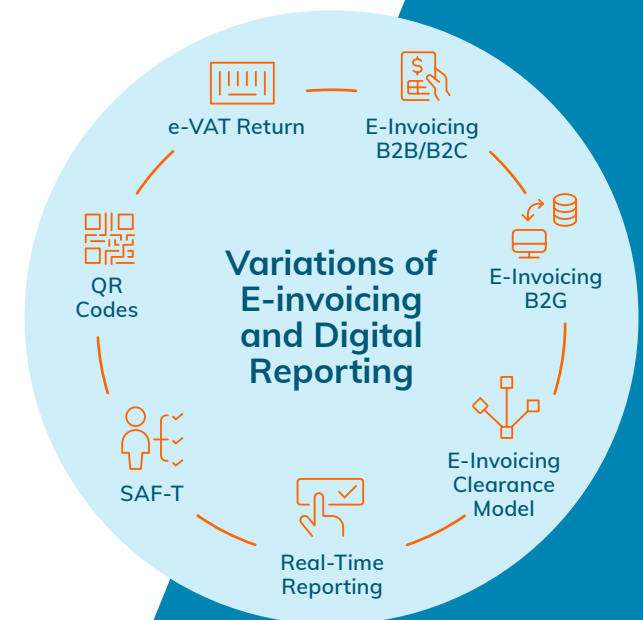 Variations of
E-invoicing
and Digital
Reporting
e-VAT Return
E-Invoicing
B2B/B2C
E-Invoicing
B2G
E-Invoicing
Clearance
Model
Real-Time
Reporting
SAF-T
QR
Codes